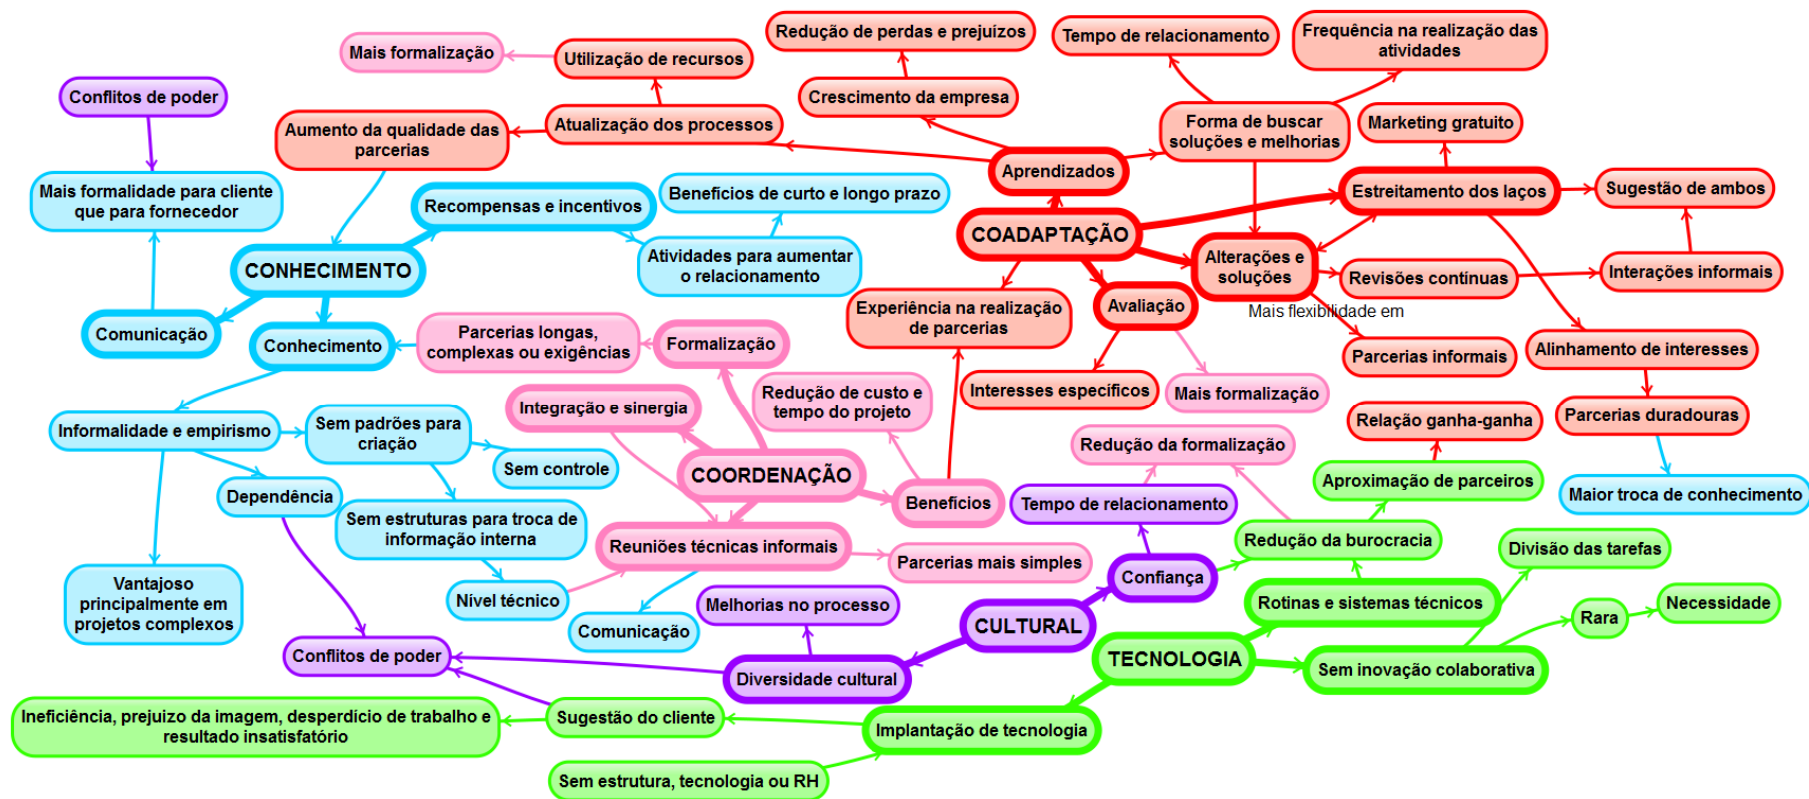 Redução de perdas e prejuízos
Tempo de relacionamento
Frequência na realização das
atividades
Mais formalização
Utilização de recursos
Conflitos de poder
Crescimento da empresa
Aumento da qualidade das
parcerias
Atualização dos processos
Forma de buscar
soluções e melhorias
Marketing gratuito
Aprendizados
Mais formalidade para cliente
que para fornecedor
Recompensas e incentivos
Benefícios de curto e longo prazo
Estreitamento dos laços
Sugestão de ambos
COADAPTAÇÃO
CONHECIMENTO
Atividades para aumentar
o relacionamento
Alterações e
soluções
Revisões contínuas
Interações informais
Avaliação
Mais flexibilidade em
Experiência na realização
de parcerias
Comunicação
Conhecimento
Parcerias longas,
complexas ou exigências
Formalização
Parcerias informais
Alinhamento de interesses
Interesses específicos
Mais formalização
Redução de custo e
tempo do projeto
Integração e sinergia
Parcerias duradouras
Relação ganha-ganha
Informalidade e empirismo
Sem padrões para
criação
Redução da formalização
Sem controle
COORDENAÇÃO
Aproximação de parceiros
Dependência
Benefícios
Tempo de relacionamento
Maior troca de conhecimento
Sem estruturas para troca de
informação interna
Reuniões técnicas informais
Parcerias mais simples
Redução da burocracia
Divisão das tarefas
Confiança
Vantajoso
principalmente em
projetos complexos
Nível técnico
Melhorias no processo
Rotinas e sistemas técnicos
Rara
Necessidade
Comunicação
CULTURAL
Conflitos de poder
TECNOLOGIA
Diversidade cultural
Sem inovação colaborativa
Ineficiência, prejuizo da imagem, desperdício de trabalho e
resultado insatisfatório
Sugestão do cliente
Implantação de tecnologia
Sem estrutura, tecnologia ou RH